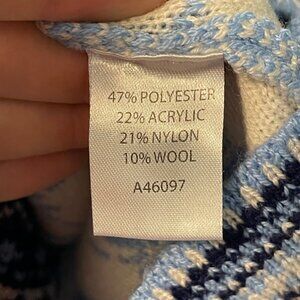 47% POLYESTER
22% ACRYLIC
21% NYLON
10% WOOL
A46097